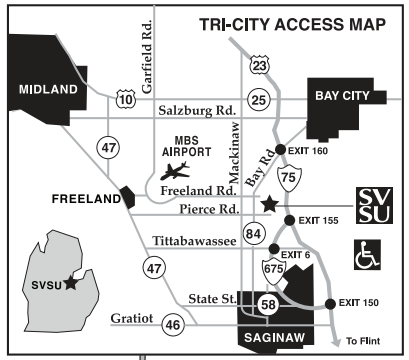 TRI-CITY ACCESS MAP
Garfield Rd.
23
MIDLAND
10
25
BAY CITY
Salzburg Rd.
47
MBS
AIRPORT
Mackinaw
Bay Rd.
EXIT 160
75
FREELAND
Freeland Rd.
Pierce Rd.
SV
SU
EXIT 155
84
Tittabawassee
EXIT 6
675
47
SVSU
State St.
58
EXIT 150
Gratiot
46
SAGINAW
To Flint